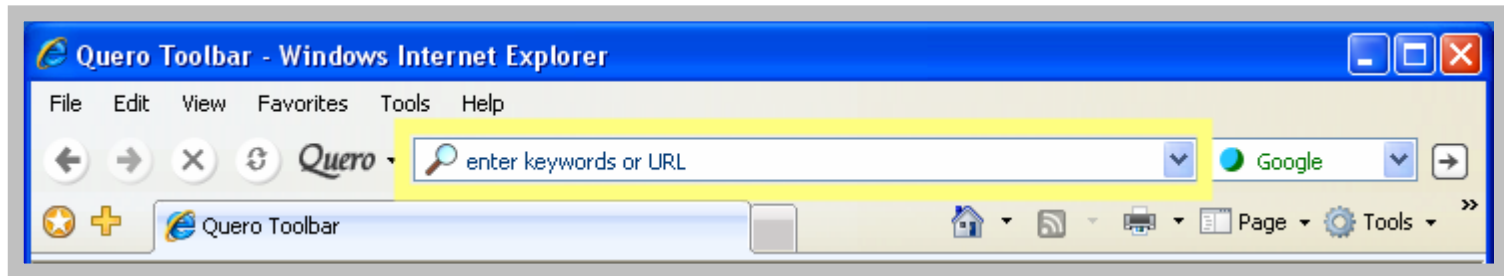 Quero Toolbar - Windows Internet Explorer
File Edit View Favorites Tools Help
Quero enter keywords or URL Google
Quero Toolbar Page Tools »